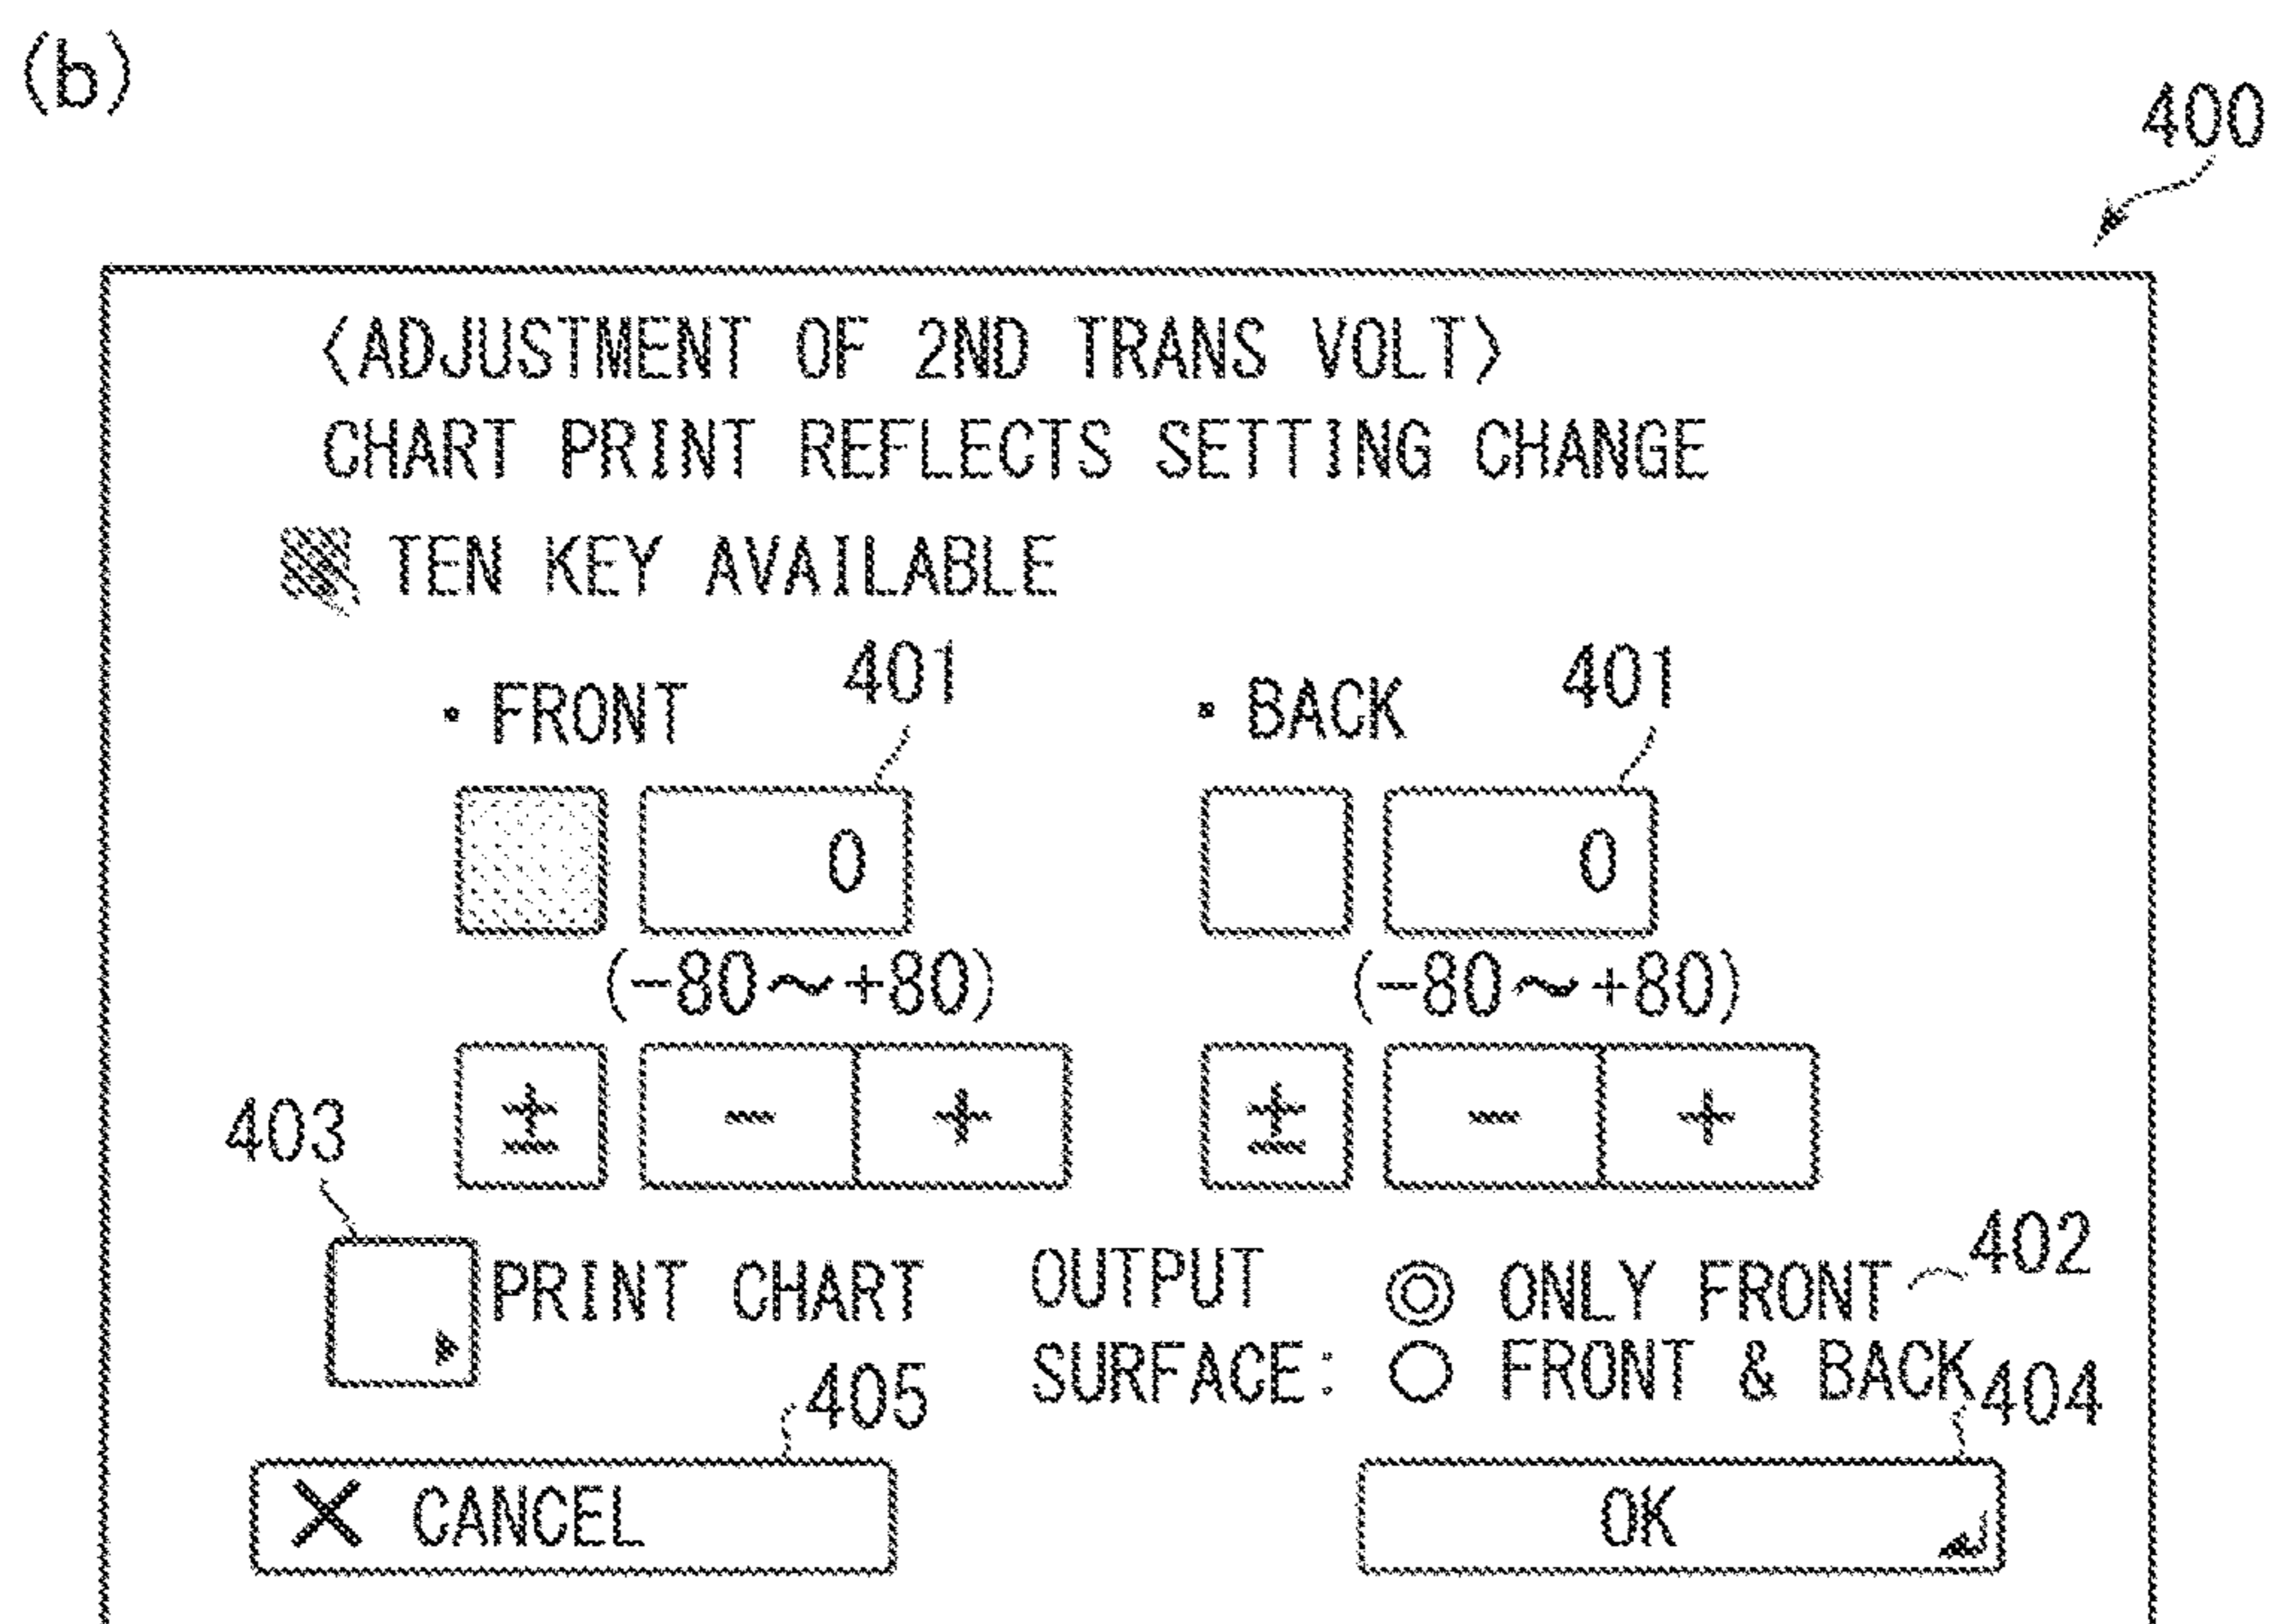 (b)
400
<ADJUSTMENT OF 2ND TRANS VOLT>
CHART PRINT REFLECTS SETTING CHANGE
TEN KEY AVAILABLE
・FRONT 401 ・BACK 401
0 0
(-80～+80) (-80～+80)
± - + ± - +
403
PRINT CHART OUTPUT SURFACE: ◎ ONLY FRONT 402
○ FRONT & BACK
405 404
× CANCEL OK